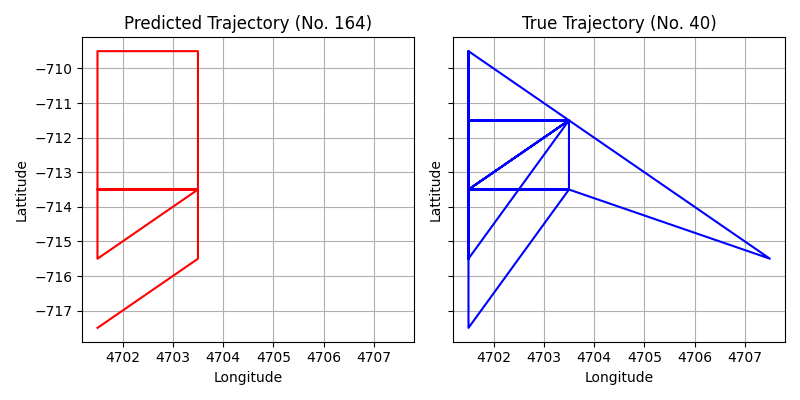 Predicted Trajectory (No. 164)
True Trajectory (No. 40)
−710
−711
−712
−713
−714
−715
−716
−717
Lattitude
Lattitude
4702 4703 4704 4705 4706 4707
4702 4703 4704 4705 4706 4707
Longitude
Longitude